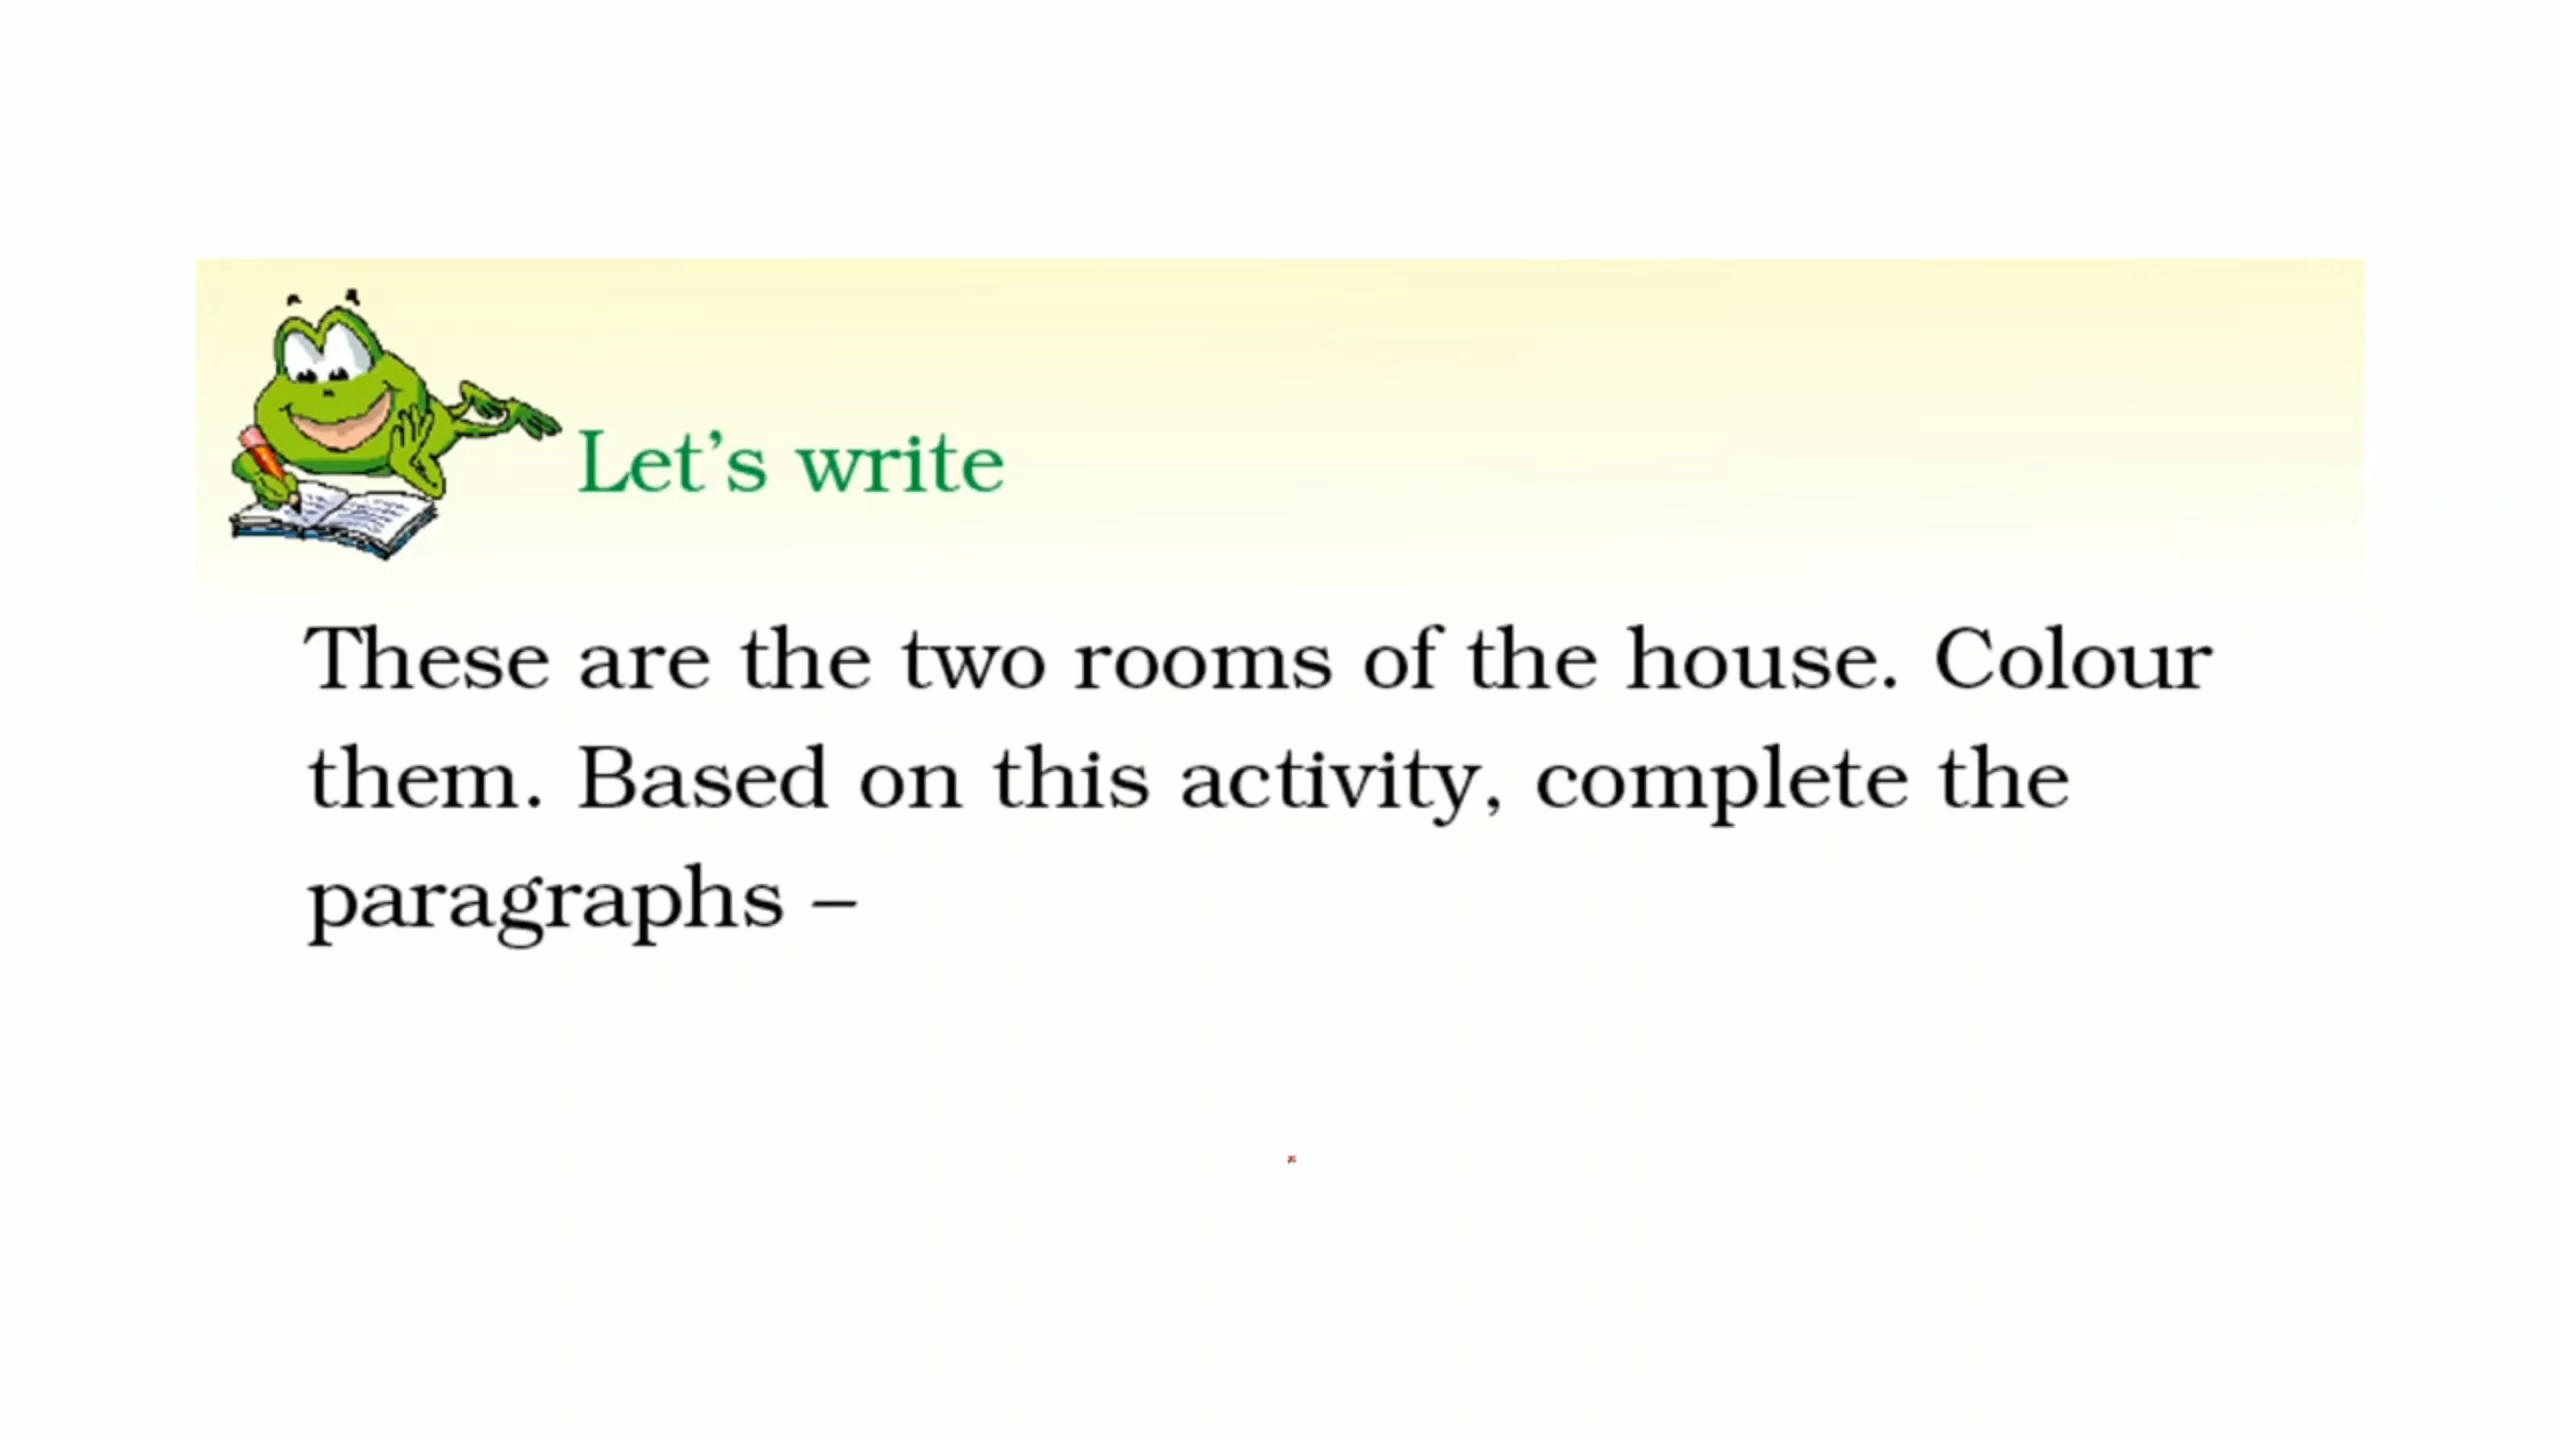 Let’s write
These are the two rooms of the house. Colour
them. Based on this activity, complete the
paragraphs –